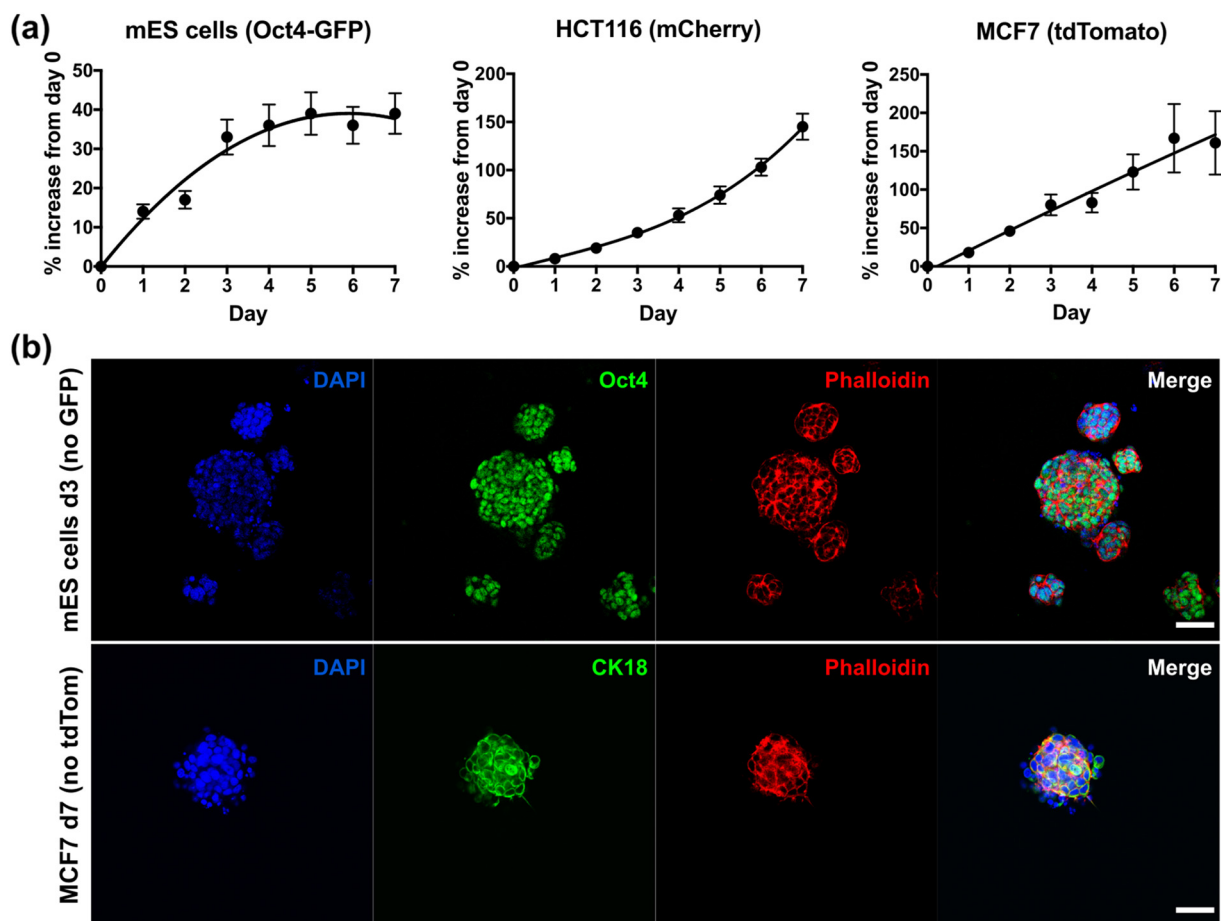 (a)
mES cells (Oct4-GFP)
% increase from day 0
50
40
30
20
10
0
0 1 2 3 4 5 6 7
Day
HCT116 (mCherry)
% increase from day 0
200
150
100
50
0
0 1 2 3 4 5 6 7
Day
MCF7 (tdTomato)
% increase from day 0
250
200
150
100
50
0
0 1 2 3 4 5 6 7
Day
(b)
mES cells d3 (no GFP)
DAPI
Oct4
Phalloidin
Merge
MCF7 d7 (no tdTom)
DAPI
CK18
Phalloidin
Merge